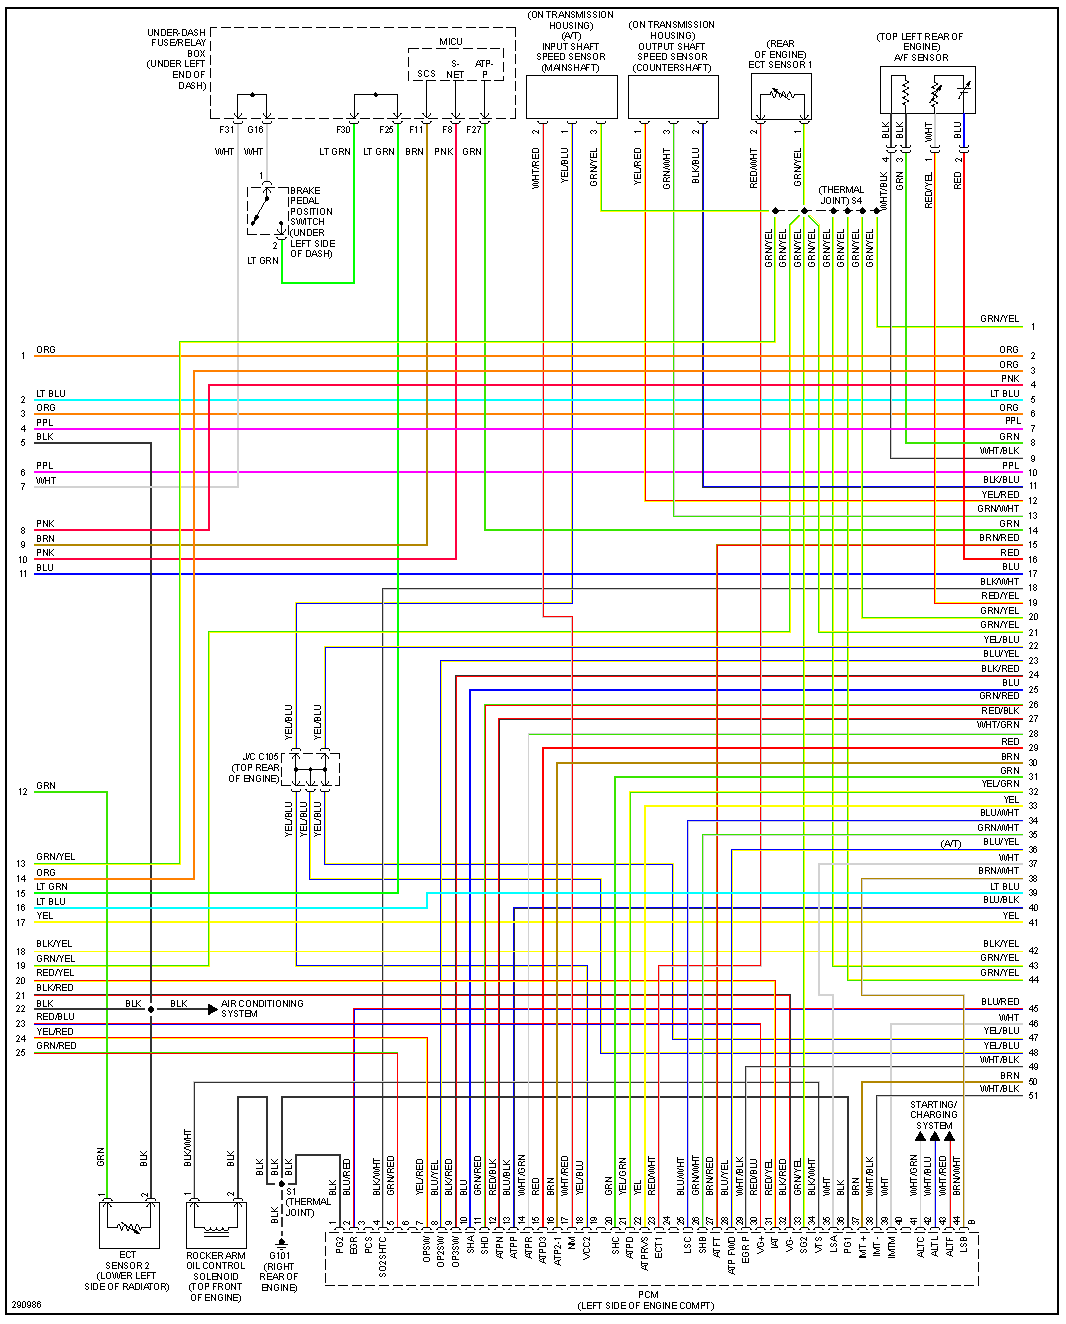 UNDER-DASH
FUSE/RELAY
BOX
(UNDER LEFT
END OF
DASH)
MICU
SCS
S-
NET
ATP-
P
F31
G16
F30
F25
F11
F8
F27
WHT
WHT
LT GRN
LT GRN
BRN
PNK
GRN
(ON TRANSMISSION
HOUSING)
(A/T)
INPUT SHAFT
SPEED SENSOR
(MAINSHAFT)
2
1
3
WHT/RED
YEL/BLU
GRN/YEL
(ON TRANSMISSION
HOUSING)
OUTPUT SHAFT
SPEED SENSOR
(COUNTERSHAFT)
1
3
2
YEL/RED
GRN/WHT
BLK/BLU
(REAR
OF ENGINE)
ECT SENSOR 1
2
1
RED/WHT
GRN/YEL
(TOP LEFT REAR OF
ENGINE)
A/F SENSOR
BLK
BLK
WHT
BLU
4
3
1
2
WHT/BLK
GRN
RED/YEL
RED
(THERMAL
JOINT) S4
GRN/YEL
GRN/YEL
GRN/YEL
GRN/YEL
GRN/YEL
GRN/YEL
GRN/YEL
GRN/YEL
1
BRAKE
PEDAL
POSITION
SWITCH
(UNDER
LEFT SIDE
OF DASH)
2
LT GRN
1 ORG
2 LT BLU
3 ORG
4 PPL
5 BLK
6 PPL
7 WHT
8 PNK
9 BRN
10 PNK
11 BLU
12 GRN
13 GRN/YEL
14 ORG
15 LT GRN
16 LT BLU
17 YEL
18 BLK/YEL
19 GRN/YEL
20 RED/YEL
21 BLK/RED
22 BLK
23 RED/BLU
24 YEL/RED
25 GRN/RED
BLK
BLK
AIR CONDITIONING
SYSTEM
GRN/YEL 1
ORG 2
ORG 3
PNK 4
LT BLU 5
ORG 6
PPL 7
GRN 8
WHT/BLK 9
PPL 10
BLK/BLU 11
YEL/RED 12
GRN/WHT 13
GRN 14
BRN/RED 15
RED 16
BLU 17
BLK/WHT 18
RED/YEL 19
GRN/YEL 20
GRN/YEL 21
YEL/BLU 22
BLU/YEL 23
BLK/RED 24
BLU 25
GRN/RED 26
RED/BLK 27
WHT/GRN 28
RED 29
BRN 30
GRN 31
YEL/GRN 32
YEL 33
BLU/WHT 34
GRN/WHT 35
(A/T) BLU/YEL 36
WHT 37
BRN/WHT 38
LT BLU 39
BLU/BLK 40
YEL 41
BLK/YEL 42
GRN/YEL 43
GRN/YEL 44
BLU/RED 45
WHT 46
YEL/BLU 47
YEL/BLU 48
WHT/BLK 49
BRN 50
WHT/BLK 51
YEL/BLU
YEL/BLU
J/C C105
(TOP REAR
OF ENGINE)
YEL/BLU
YEL/BLU
YEL/BLU
STARTING/
CHARGING
SYSTEM
GRN
BLK
1
2
ECT
SENSOR 2
(LOWER LEFT
SIDE OF RADIATOR)
BLK/WHT
BLK
1
2
ROCKER ARM
OIL CONTROL
SOLENOID
(TOP FRONT
OF ENGINE)
BLK
BLK
S1
(THERMAL
JOINT)
BLK
G101
(RIGHT
REAR OF
ENGINE)
BLK 1 PG2
BLU/RED 2 EGR
3 PCS
BLK/WHT 4 SO2SHTC
GRN/RED 5
6
YEL/RED 7 OPSW
BLU/YEL 8 OP2SW
BLK/RED 9 OP3SW
BLU 10 SHA
GRN/RED 11 SHD
RED/BLK 12 ATPN
BLU/BLK 13 ATPP
WHT/GRN 14 ATPR
RED 15 ATPD3
BRN 16 ATP2-1
WHT/RED 17 NM
YEL/BLU 18 VCC2
19
GRN 20 SHC
YEL/GRN 21 ATPD
YEL 22 ATPRVS
RED/WHT 23 ECT1
24
BLU/WHT 25 LSC
GRN/WHT 26 SHB
BRN/RED 27 ATFT
BLU/YEL 28 ATP FWD
WHT/BLK 29 EGR P
RED/BLU 30 VG+
RED/YEL 31 IAT
BLK/RED 32 VG-
GRN/YEL 33 SG2
BLK/WHT 34 VTS
WHT 35 LSA
BLK 36 PG1
BRN 37 IMT +
WHT/BLK 38 IMT -
WHT 39 IMTM
40
WHT/GRN 41 ALTC
WHT/BLU 42 ALT L
WHT/RED 43 ALTF
BRN/WHT 44 LSB
B
PCM
(LEFT SIDE OF ENGINE COMPT)
290986